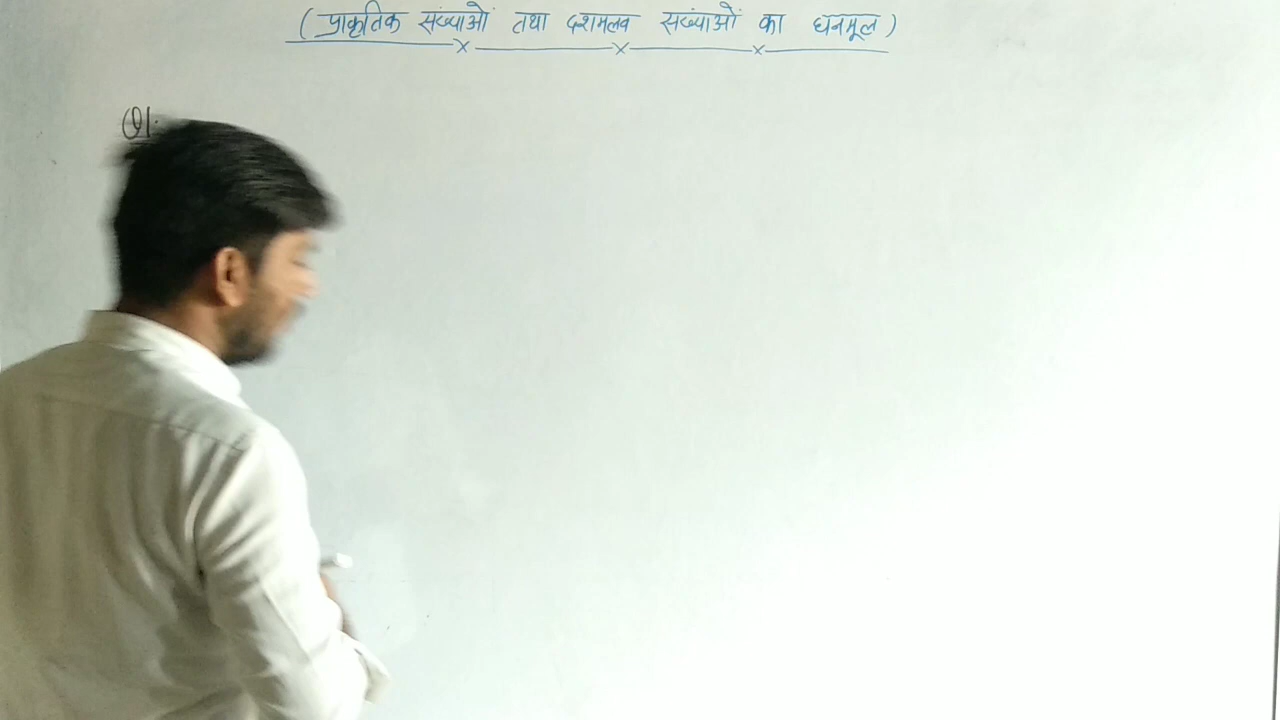 (प्राकृतिक संख्याओं तथा दशमलव संख्याओं का घनमूल)
Q1.